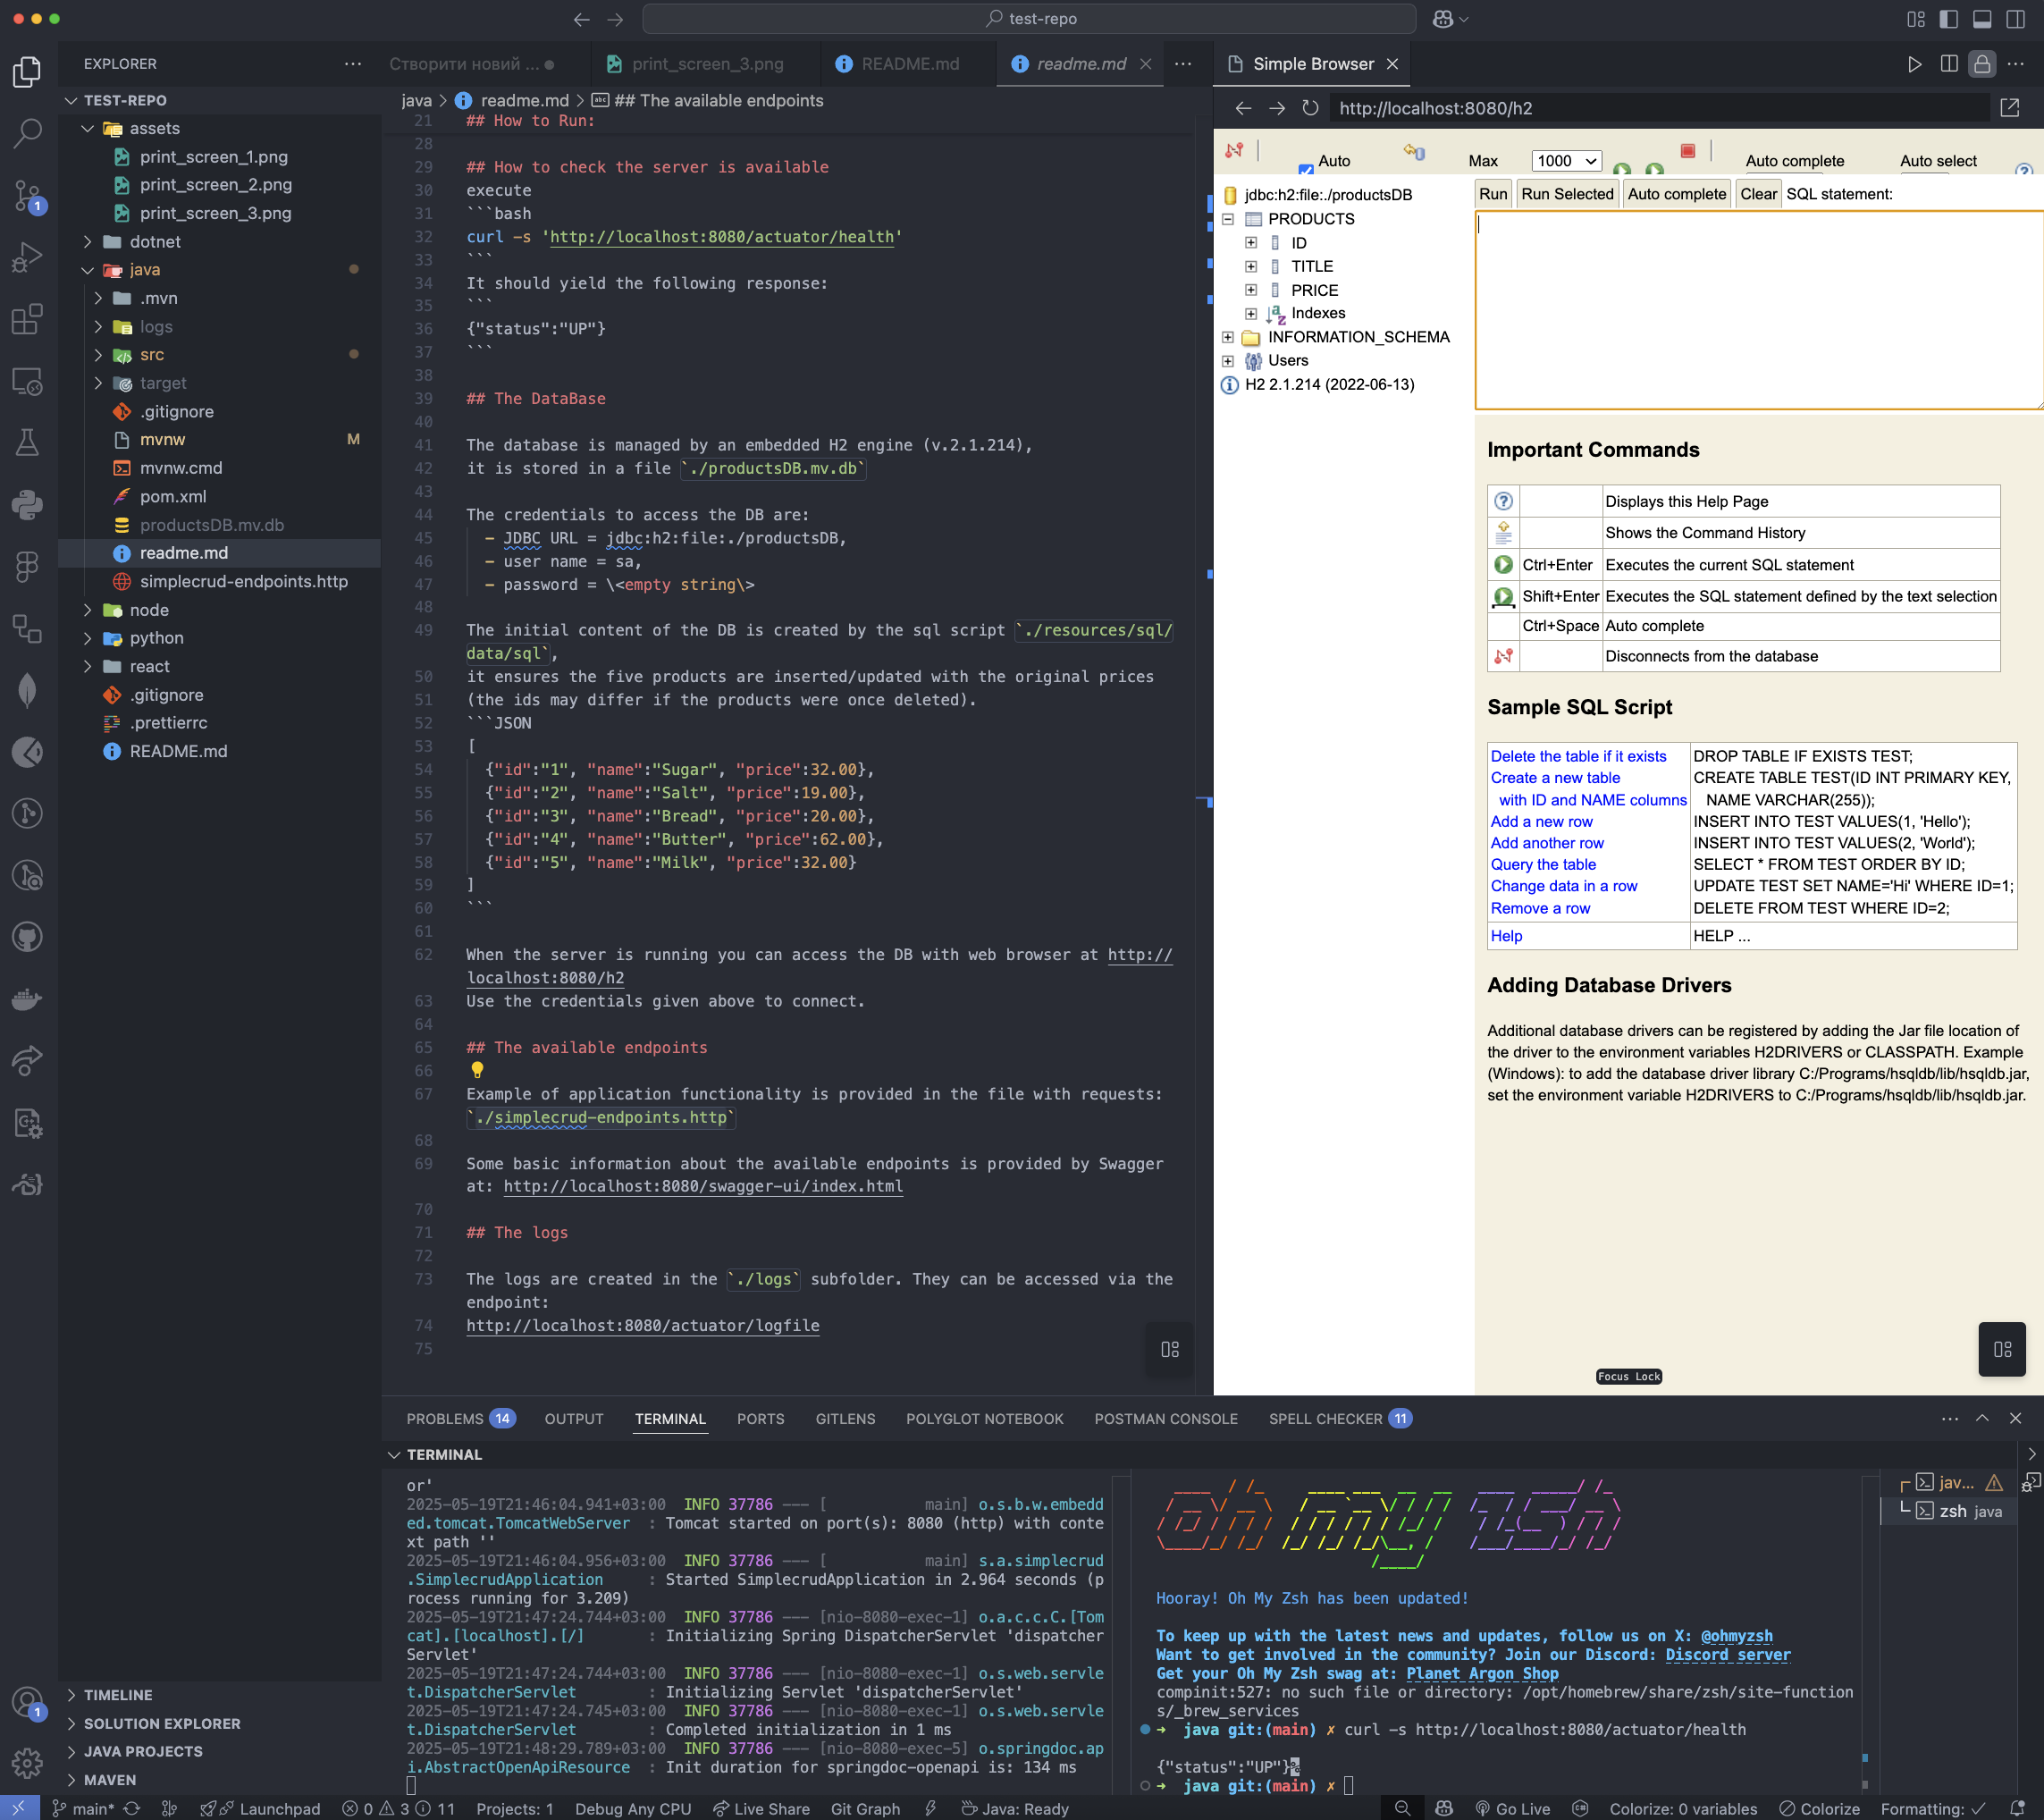 test-repo
EXPLORER
Створити новий ...
print_screen_3.png
README.md
readme.md
Simple Browser
TEST-REPO
assets
print_screen_1.png
print_screen_2.png
print_screen_3.png
dotnet
java
.mvn
logs
src
target
.gitignore
mvnw M
mvnw.cmd
pom.xml
productsDB.mv.db
readme.md
simplecrud-endpoints.http
node
python
react
.gitignore
.prettierrc
README.md
TIMELINE
SOLUTION EXPLORER
JAVA PROJECTS
MAVEN
1
1
java > readme.md > ## The available endpoints
21 ## How to Run:
28
29 ## How to check the server is available
30 execute
31 ```bash
32 curl -s 'http://localhost:8080/actuator/health'
33 ```
34 It should yield the following response:
35 ```
36 {"status":"UP"}
37 ```
38
39 ## The DataBase
40
41 The database is managed by an embedded H2 engine (v.2.1.214),
42 it is stored in a file `./productsDB.mv.db`
43
44 The credentials to access the DB are:
45 - JDBC URL = jdbc:h2:file:./productsDB,
46 - user name = sa,
47 - password = \<empty string\>
48
49 The initial content of the DB is created by the sql script `./resources/sql/
data/sql`,
50 it ensures the five products are inserted/updated with the original prices
51 (the ids may differ if the products were once deleted).
52 ```JSON
53 [
54 {"id":"1", "name":"Sugar", "price":32.00},
55 {"id":"2", "name":"Salt", "price":19.00},
56 {"id":"3", "name":"Bread", "price":20.00},
57 {"id":"4", "name":"Butter", "price":62.00},
58 {"id":"5", "name":"Milk", "price":32.00}
59 ]
60 ```
61
62 When the server is running you can access the DB with web browser at http://
localhost:8080/h2
63 Use the credentials given above to connect.
64
65 ## The available endpoints
66
67 Example of application functionality is provided in the file with requests:
`./simplecrud-endpoints.http`
68
69 Some basic information about the available endpoints is provided by Swagger
at: http://localhost:8080/swagger-ui/index.html
70
71 ## The logs
72
73 The logs are created in the `./logs` subfolder. They can be accessed via the
endpoint:
74 http://localhost:8080/actuator/logfile
75
http://localhost:8080/h2
Auto
Max
1000
Auto complete
Auto select
jdbc:h2:file:./productsDB
PRODUCTS
ID
TITLE
PRICE
Indexes
INFORMATION_SCHEMA
Users
H2 2.1.214 (2022-06-13)
Run Run Selected Auto complete Clear SQL statement:
Important Commands
Displays this Help Page
Shows the Command History
Ctrl+Enter Executes the current SQL statement
Shift+Enter Executes the SQL statement defined by the text selection
Ctrl+Space Auto complete
Disconnects from the database
Sample SQL Script
Delete the table if it exists DROP TABLE IF EXISTS TEST;
Create a new table CREATE TABLE TEST(ID INT PRIMARY KEY,
with ID and NAME columns NAME VARCHAR(255));
Add a new row INSERT INTO TEST VALUES(1, 'Hello');
Add another row INSERT INTO TEST VALUES(2, 'World');
Query the table SELECT * FROM TEST ORDER BY ID;
Change data in a row UPDATE TEST SET NAME='Hi' WHERE ID=1;
Remove a row DELETE FROM TEST WHERE ID=2;
Help HELP ...
Adding Database Drivers
Additional database drivers can be registered by adding the Jar file location of
the driver to the environment variables H2DRIVERS or CLASSPATH. Example
(Windows): to add the database driver library C:/Programs/hsqldb/lib/hsqldb.jar,
set the environment variable H2DRIVERS to C:/Programs/hsqldb/lib/hsqldb.jar.
Focus Lock
PROBLEMS 14 OUTPUT TERMINAL PORTS GITLENS POLYGLOT NOTEBOOK POSTMAN CONSOLE SPELL CHECKER 11
TERMINAL
or'
2025-05-19T21:46:04.941+03:00 INFO 37786 --- [ main] o.s.b.w.embedd
ed.tomcat.TomcatWebServer : Tomcat started on port(s): 8080 (http) with conte
xt path ''
2025-05-19T21:46:04.956+03:00 INFO 37786 --- [ main] s.a.simplecrud
.SimplecrudApplication : Started SimplecrudApplication in 2.964 seconds (p
rocess running for 3.209)
2025-05-19T21:47:24.744+03:00 INFO 37786 --- [nio-8080-exec-1] o.a.c.c.C.[Tom
cat].[localhost].[/] : Initializing Spring DispatcherServlet 'dispatcher
Servlet'
2025-05-19T21:47:24.744+03:00 INFO 37786 --- [nio-8080-exec-1] o.s.web.servle
t.DispatcherServlet : Initializing Servlet 'dispatcherServlet'
2025-05-19T21:47:24.745+03:00 INFO 37786 --- [nio-8080-exec-1] o.s.web.servle
t.DispatcherServlet : Completed initialization in 1 ms
2025-05-19T21:48:29.789+03:00 INFO 37786 --- [nio-8080-exec-5] o.springdoc.ap
i.AbstractOpenApiResource : Init duration for springdoc-openapi is: 134 ms
Hooray! Oh My Zsh has been updated!
To keep up with the latest news and updates, follow us on X: @ohmyzsh
Want to get involved in the community? Join our Discord: Discord server
Get your Oh My Zsh swag at: Planet Argon Shop
compinit:527: no such file or directory: /opt/homebrew/share/zsh/site-function
s/_brew_services
➜ java git:(main) ✗ curl -s http://localhost:8080/actuator/health
{"status":"UP"}%
➜ java git:(main) ✗
jav...
zsh java
main* Launchpad 0 3 11 Projects: 1 Debug Any CPU Live Share Git Graph Java: Ready Go Live Colorize: 0 variables Colorize Formatting: ✓